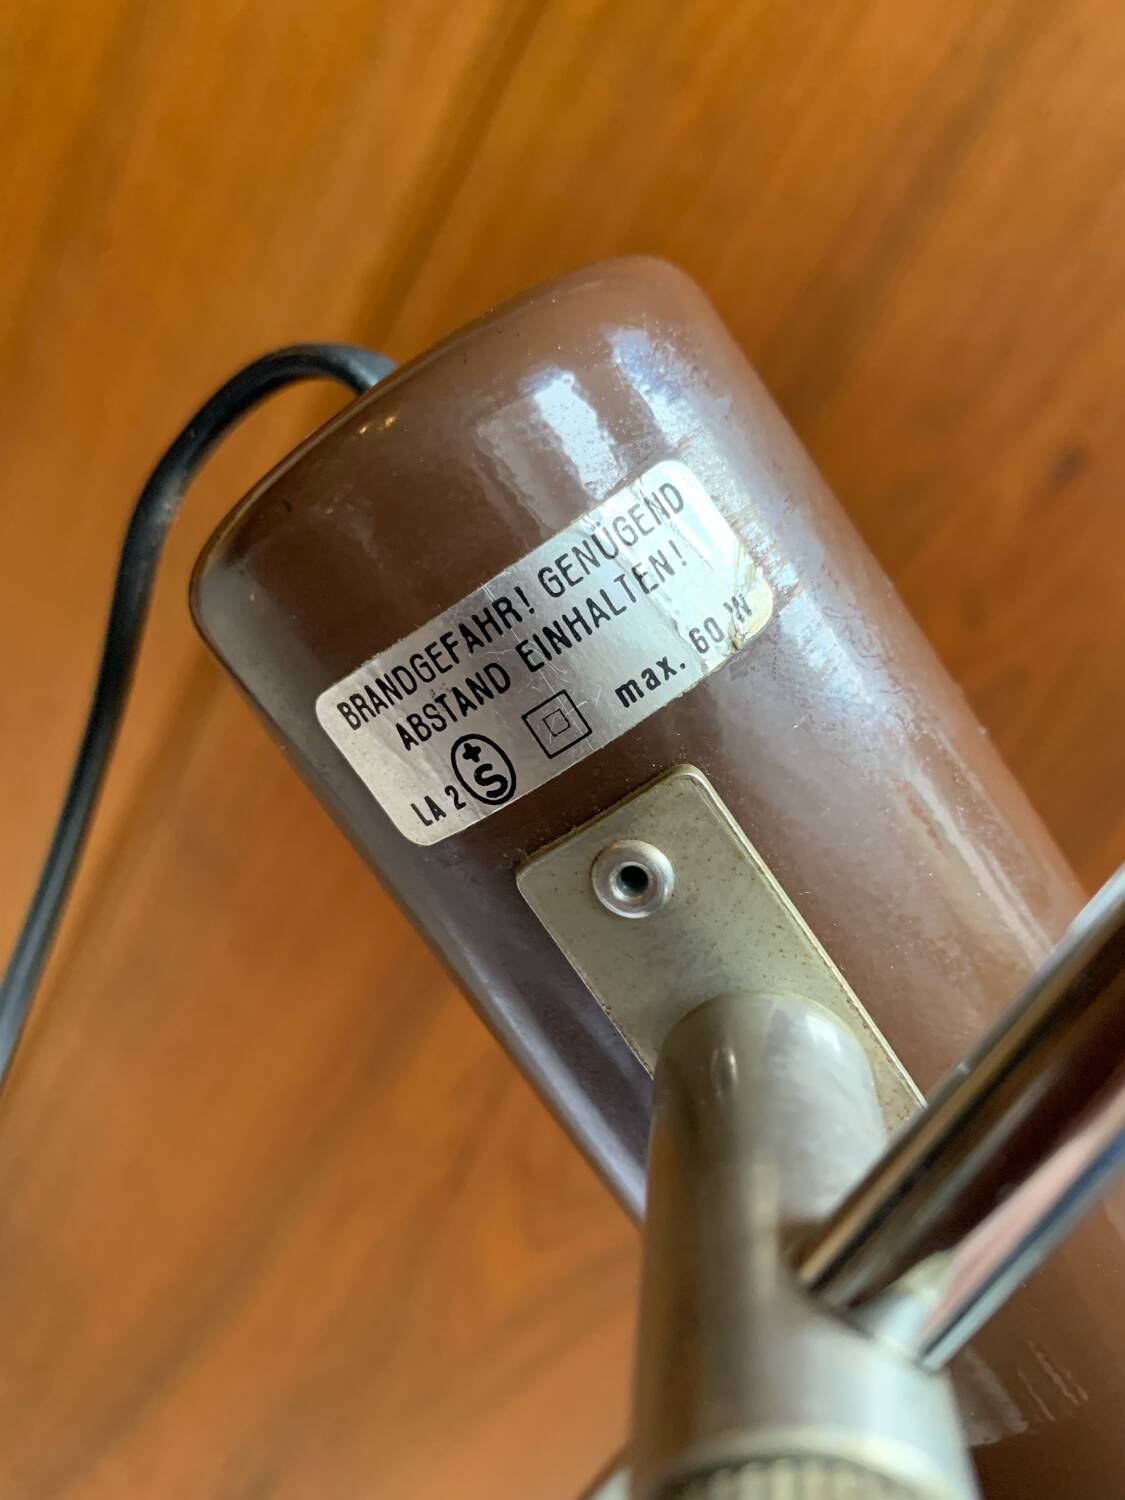 BRANDGEFAHR! GENÜGEND
ABSTAND EINHALTEN!
LA 2 +S max. 60 W